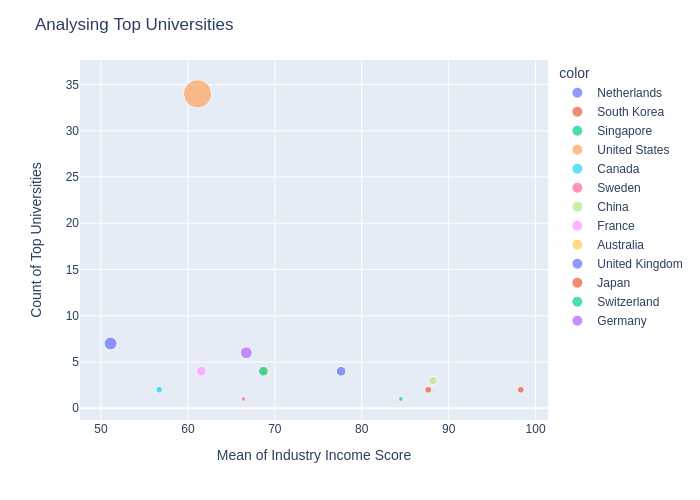 Analysing Top Universities
color
Netherlands
South Korea
Singapore
United States
Canada
Sweden
China
France
Australia
United Kingdom
Japan
Switzerland
Germany
Count of Top Universities
35
30
25
20
15
10
5
0
50 60 70 80 90 100
Mean of Industry Income Score